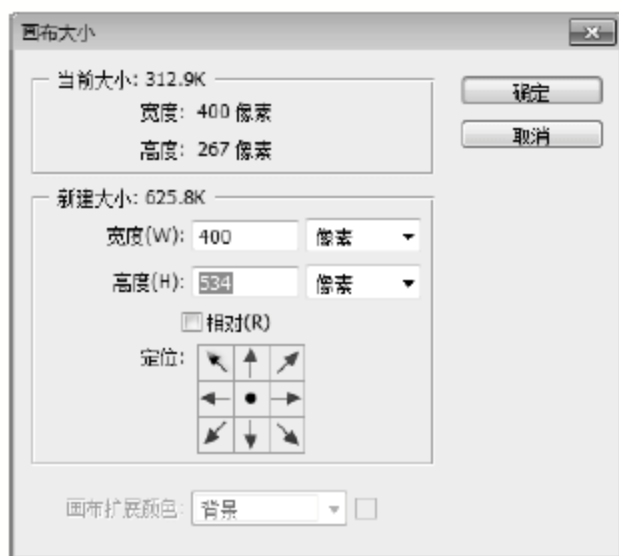 画布大小
当前大小: 312.9K
确定
宽度: 400 像素
取消
高度: 267 像素
新建大小: 625.8K
宽度(W): 400 像素
高度(H): 534 像素
相对(R)
定位:
画布扩展颜色: 背景